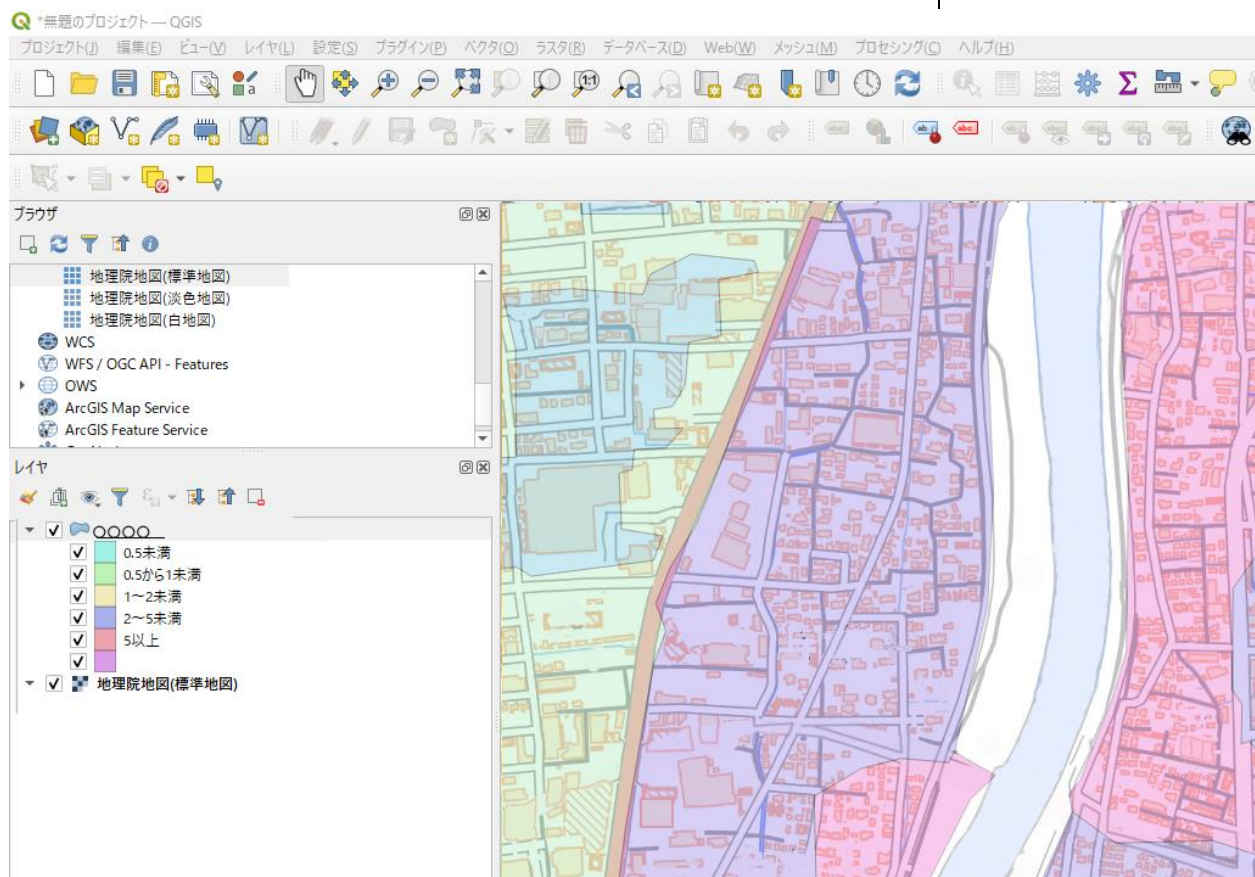 *無題のプロジェクト — QGIS
プロジェクト(J) 編集(E) ビュー(V) レイヤ(L) 設定(S) プラグイン(P) ベクタ(O) ラスタ(R) データベース(D) Web(W) メッシュ(M) プロセシング(C) ヘルプ(H)
ブラウザ
地理院地図(標準地図)
地理院地図(淡色地図)
地理院地図(白地図)
WCS
WFS / OGC API - Features
OWS
ArcGIS Map Service
ArcGIS Feature Service
レイヤ
○○○○
0.5未満
0.5から1未満
1～2未満
2～5未満
5以上
地理院地図(標準地図)